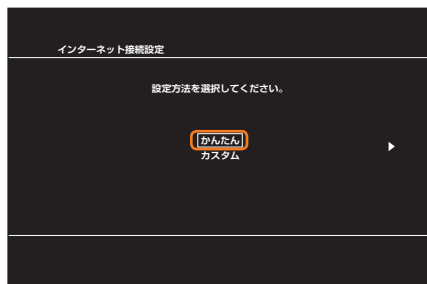 インターネット接続設定
設定方法を選択してください。
かんたん
カスタム